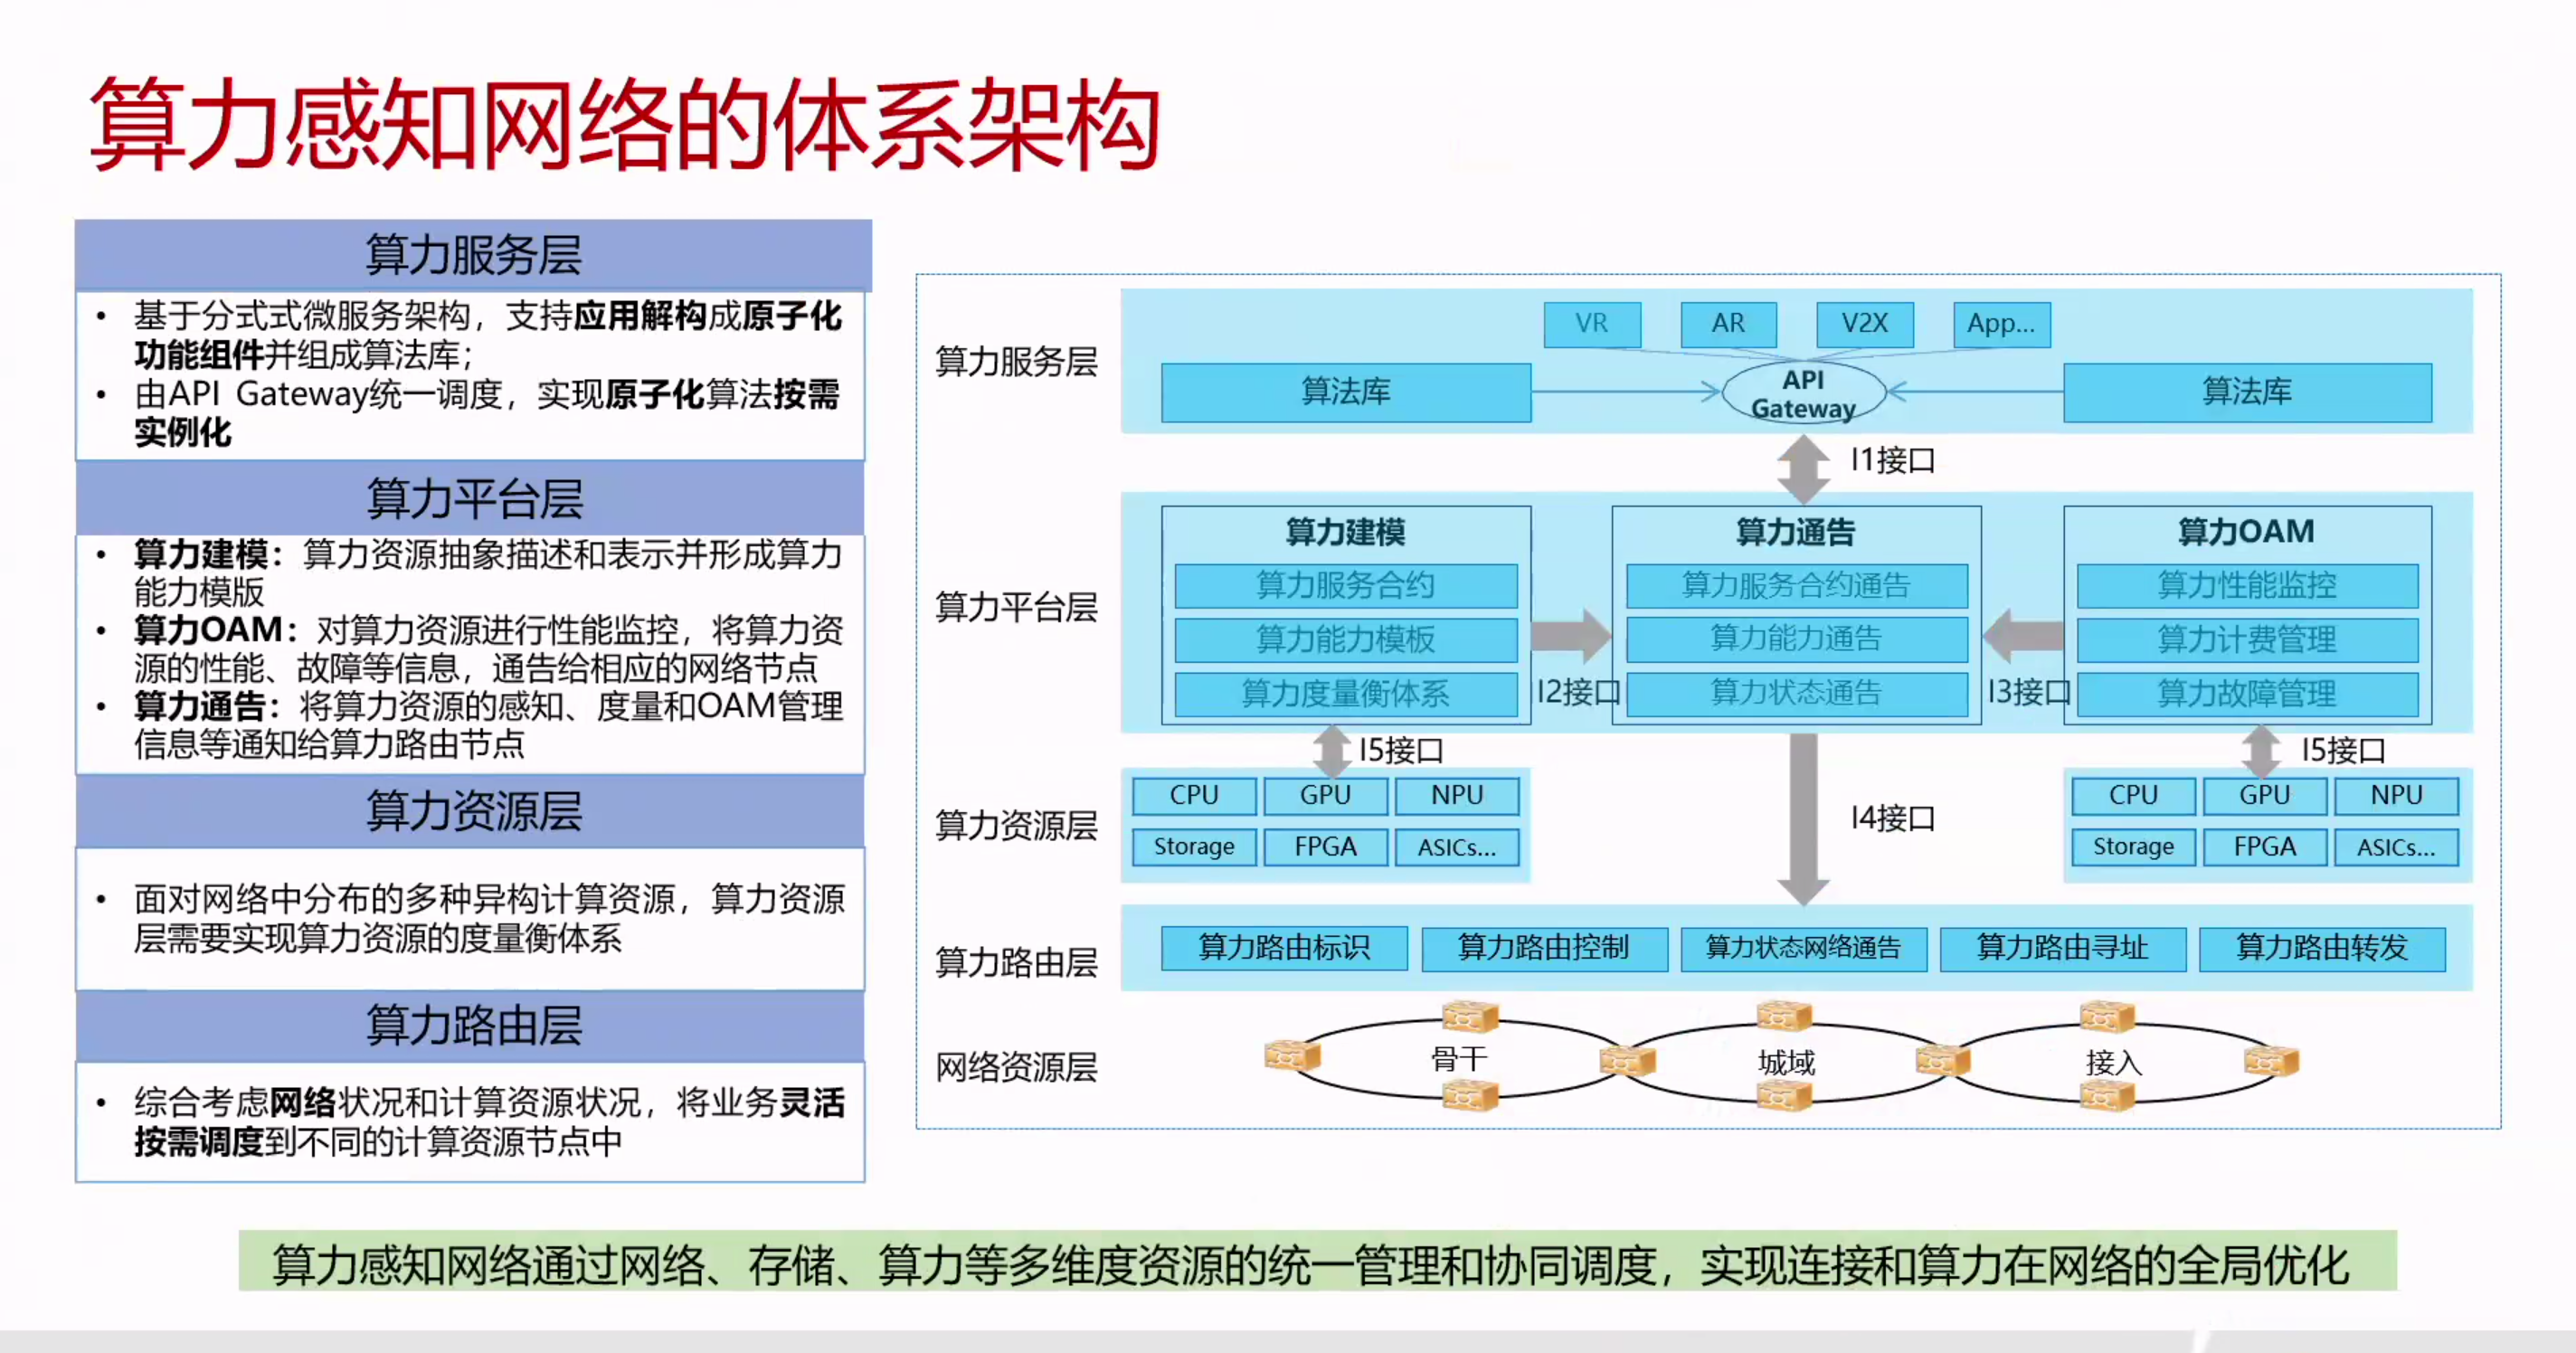 算力感知网络的体系架构
算力服务层
• 基于分式式微服务架构，支持应用解构成原子化
功能组件并组成算法库；
• 由API Gateway统一调度，实现原子化算法按需
实例化
算力平台层
• 算力建模：算力资源抽象描述和表示并形成算力
能力模版
• 算力OAM：对算力资源进行性能监控，将算力资
源的性能、故障等信息，通告给相应的网络节点
• 算力通告：将算力资源的感知、度量和OAM管理
信息等通知给算力路由节点
算力资源层
• 面对网络中分布的多种异构计算资源，算力资源
层需要实现算力资源的度量衡体系
算力路由层
• 综合考虑网络状况和计算资源状况，将业务灵活
按需调度到不同的计算资源节点中
算力服务层
VR AR V2X App...
算法库
API
Gateway
算法库
I1接口
算力平台层
算力建模
算力服务合约
算力能力模板
算力度量衡体系
I2接口
算力通告
算力服务合约通告
算力能力通告
算力状态通告
I3接口
算力OAM
算力性能监控
算力计费管理
算力故障管理
I5接口
I5接口
算力资源层
CPU GPU NPU
Storage FPGA ASICs...
I4接口
CPU GPU NPU
Storage FPGA ASICs...
算力路由层
算力路由标识 算力路由控制 算力状态网络通告 算力路由寻址 算力路由转发
网络资源层
骨干 城域 接入
算力感知网络通过网络、存储、算力等多维度资源的统一管理和协同调度，实现连接和算力在网络的全局优化